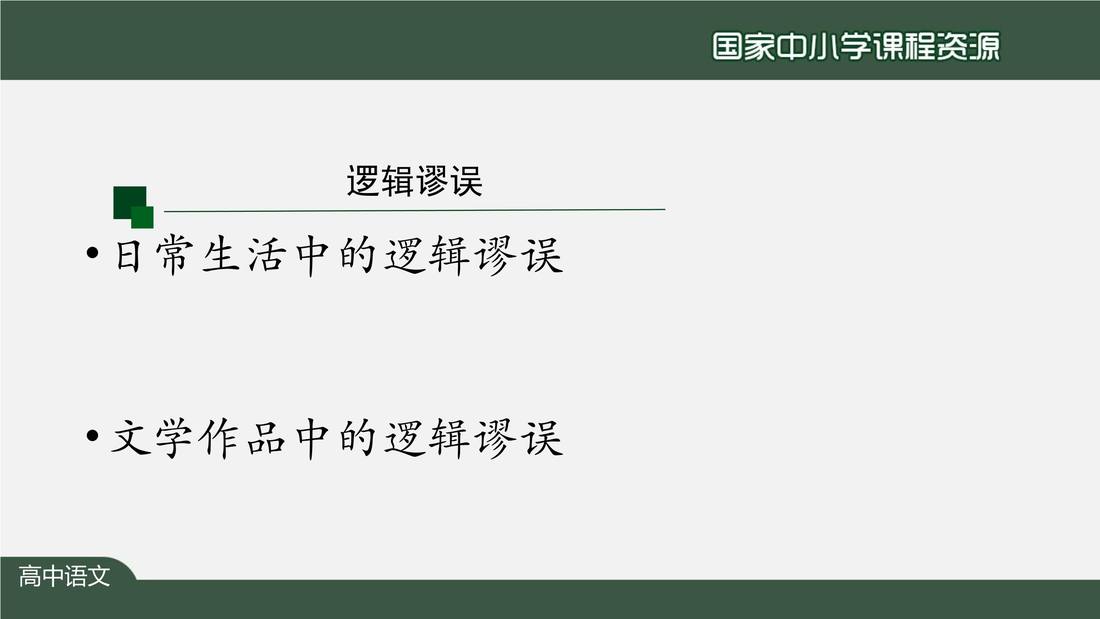 国家中小学课程资源
逻辑谬误
•日常生活中的逻辑谬误
•文学作品中的逻辑谬误
高中语文